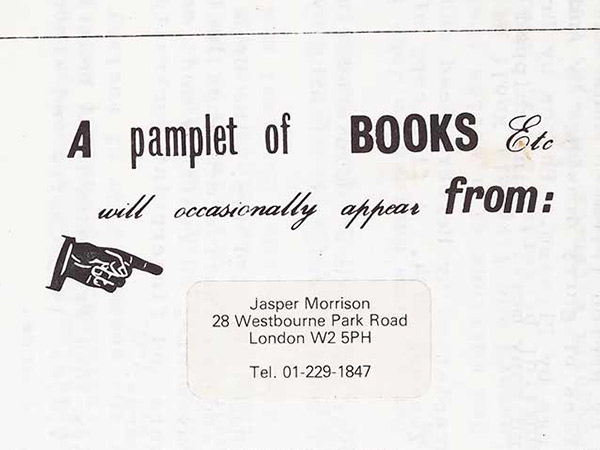 A pamplet of BOOKS Etc
will occasionally appear from:
Jasper Morrison
28 Westbourne Park Road
London W2 5PH
Tel. 01-229-1847